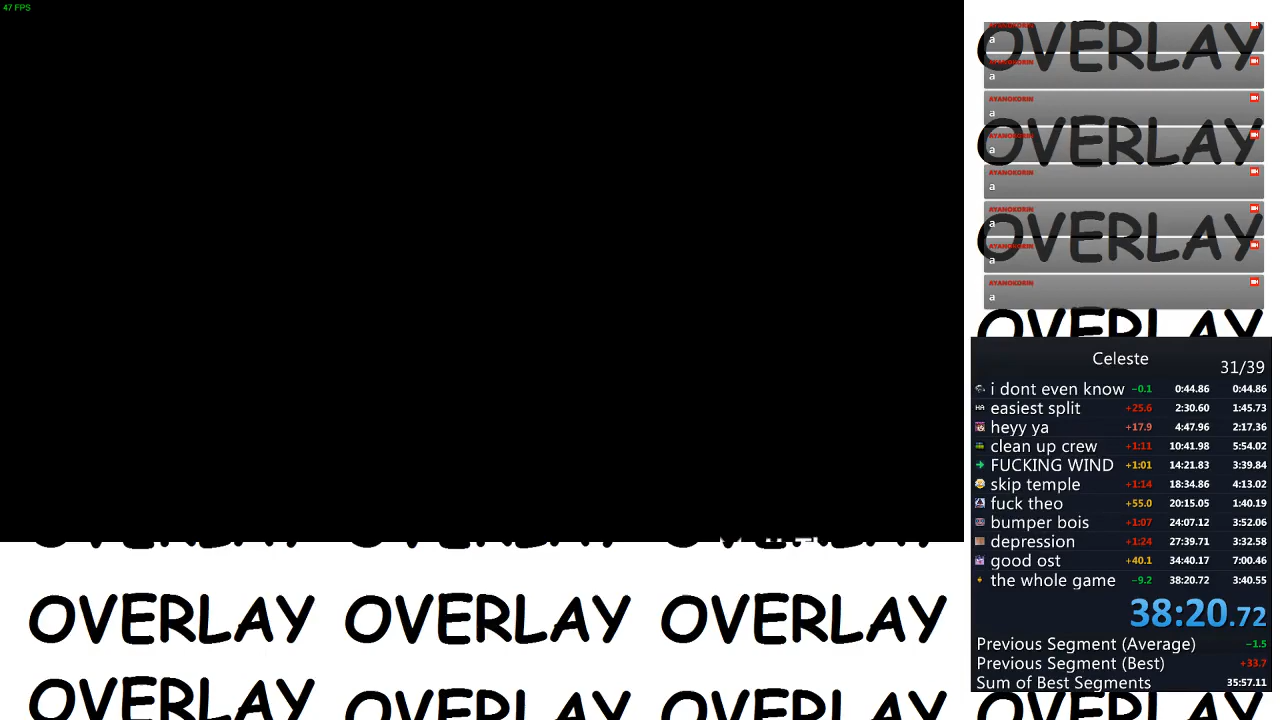 47 FPS
OVERLAY
AYANOKORIN
a
AYANOKORIN
a
AYANOKORIN
a
OVERLAY
AYANOKORIN
a
AYANOKORIN
a
AYANOKORIN
a
OVERLAY
AYANOKORIN
a
AYANOKORIN
a
OVERLAY
Celeste
31/39
i dont even know −0.1 0:44.86 0:44.86
easiest split +25.6 2:30.60 1:45.73
heyy ya +17.9 4:47.96 2:17.36
clean up crew +1:11 10:41.98 5:54.02
FUCKING WIND +1:01 14:21.83 3:39.84
skip temple +1:14 18:34.86 4:13.02
fuck theo +55.0 20:15.05 1:40.19
bumper bois +1:07 24:07.12 3:52.06
depression +1:24 27:39.71 3:32.58
good ost +40.1 34:40.17 7:00.46
the whole game −9.2 38:20.72 3:40.55
38:20.72
Previous Segment (Average) −1.5
Previous Segment (Best) +33.7
Sum of Best Segments 35:57.11
OVERLAY OVERLAY OVERLAY
OVERLAY OVERLAY OVERLAY OVERLAY